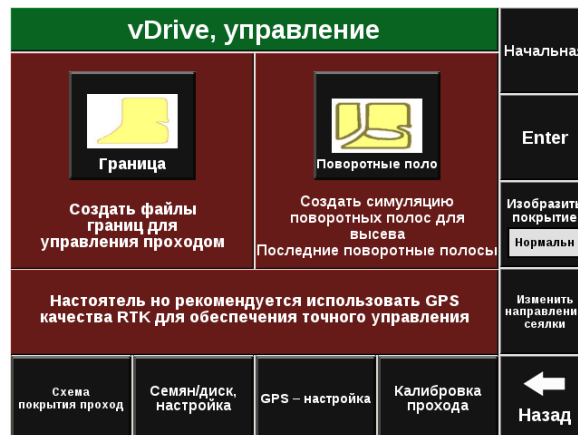 vDrive, управление
Граница
Создать файлы
границ для
управления проходом
Поворотные поло
Создать симуляцию
поворотных полос для
высева
Последние поворотные полосы
Настоятель но рекомендуется использовать GPS
качества RTK для обеспечения точного управления
Схема
покрытия проход
Семян/диск,
настройка
GPS – настройка
Калибровка
прохода
Начальная
Enter
Изобразить
покрытие
Нормальн
Изменить
направлени
сеялки
Назад